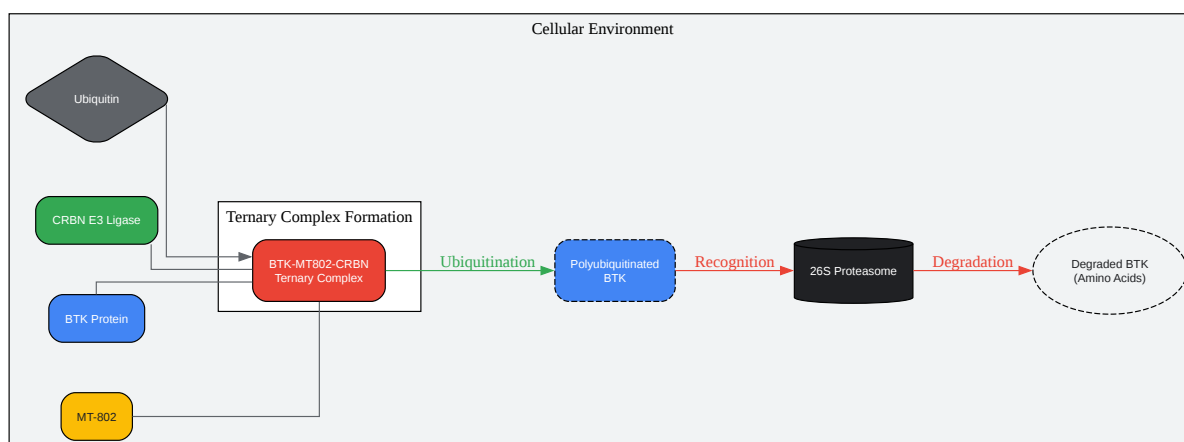 Cellular Environment
Ubiquitin
CRBN E3 Ligase
Ternary Complex Formation
BTK-MT802-CRBN
Ternary Complex
Ubiquitination
Polyubiquitinated
BTK
Recognition
26S Proteasome
Degradation
Degraded BTK
(Amino Acids)
BTK Protein
MT-802